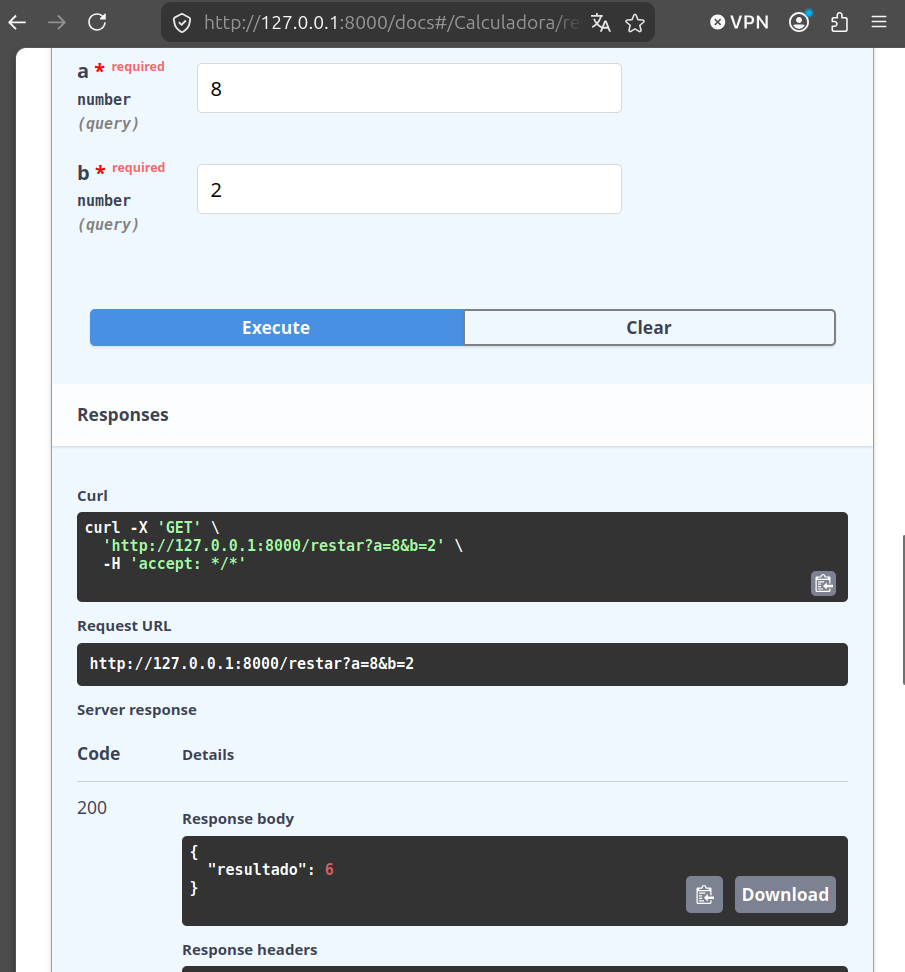 http://127.0.0.1:8000/docs#/Calculadora/re
VPN
a * required
number
(query)
8
b * required
number
(query)
2
Execute
Clear
Responses
Curl
curl -X 'GET' \
'http://127.0.0.1:8000/restar?a=8&b=2' \
-H 'accept: */*'
Request URL
http://127.0.0.1:8000/restar?a=8&b=2
Server response
Code
Details
200
Response body
{
"resultado": 6
}
Download
Response headers